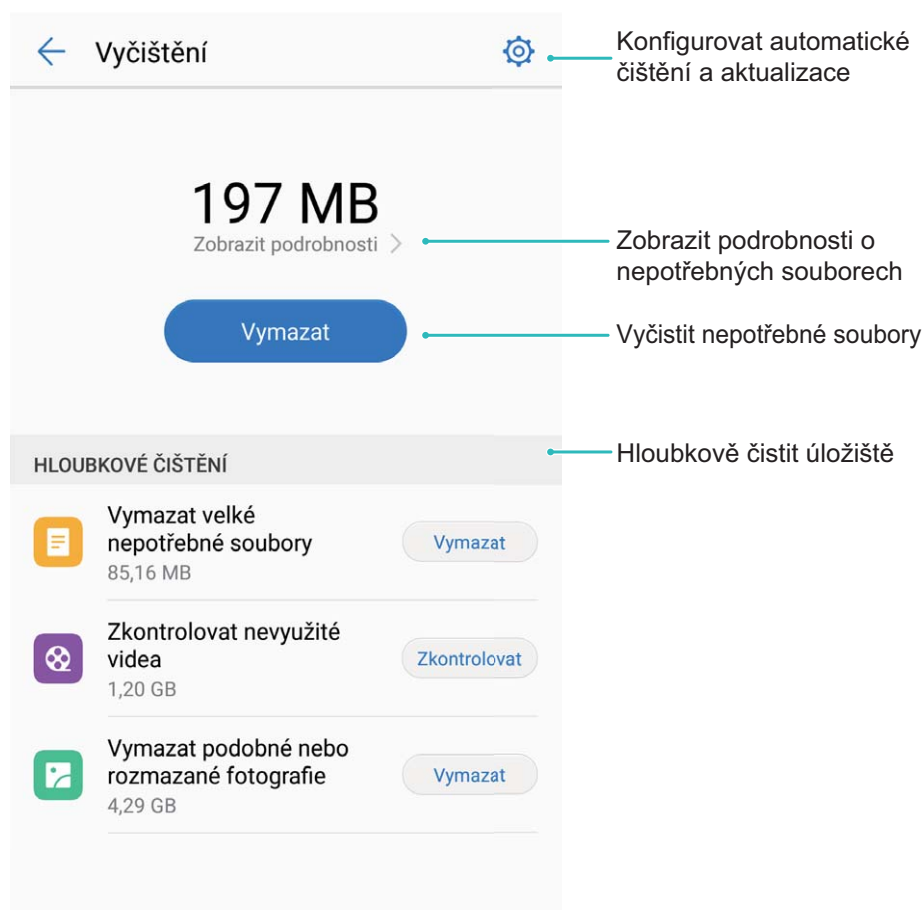 Vyčištění
Konfigurovat automatické
čištění a aktualizace
197 MB
Zobrazit podrobnosti
Zobrazit podrobnosti o
nepotřebných souborech
Vymazat
Vyčistit nepotřebné soubory
HLOUBKOVÉ ČIŠTĚNÍ
Hloubkově čistit úložiště
Vymazat velké
nepotřebné soubory
85,16 MB
Vymazat
Zkontrolovat nevyužité
videa
1,20 GB
Zkontrolovat
Vymazat podobné nebo
rozmazané fotografie
4,29 GB
Vymazat